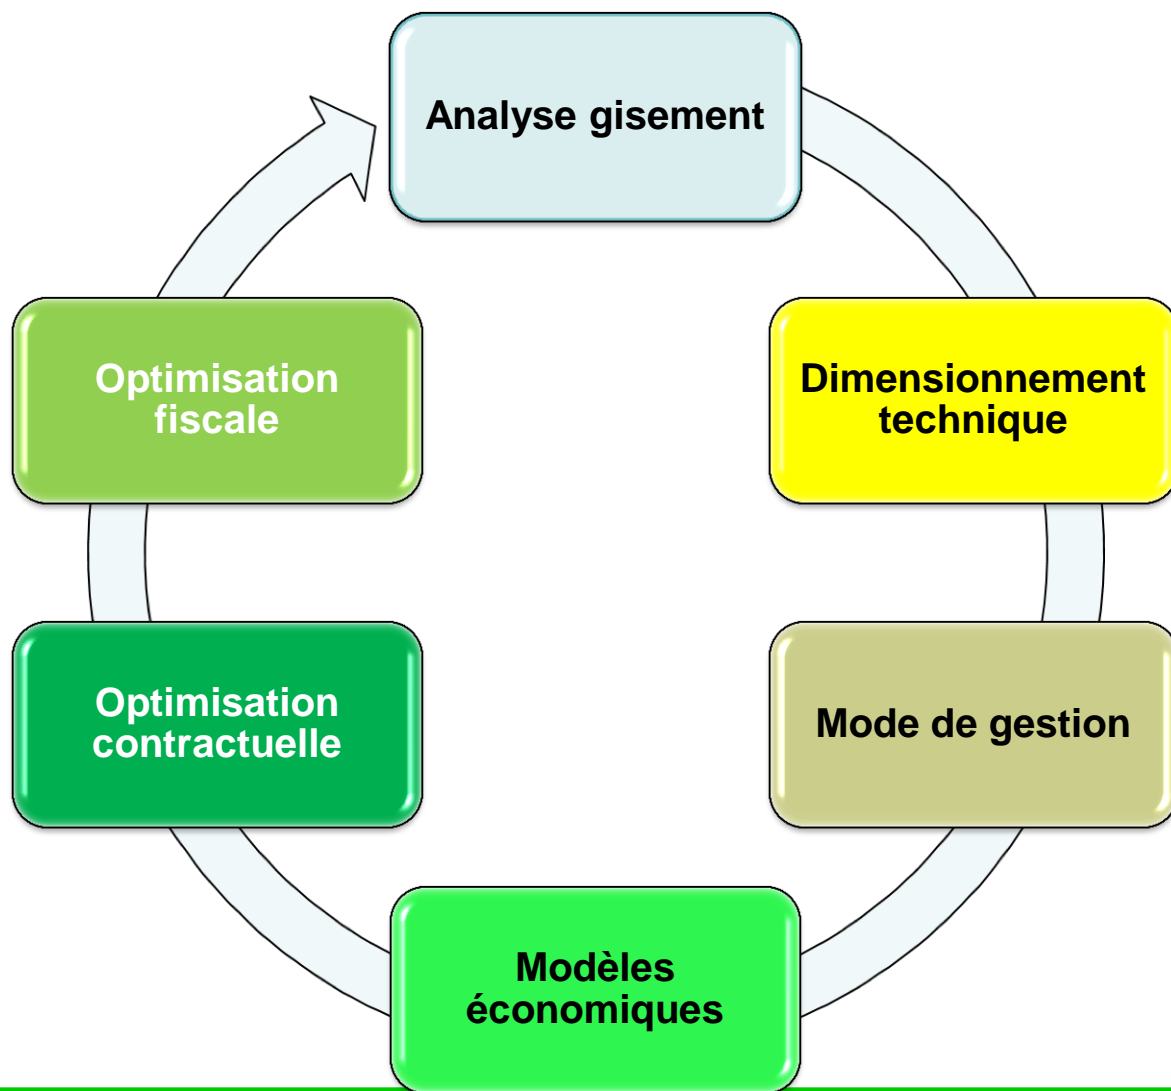 Analyse gisement
Dimensionnement
technique
Mode de gestion
Modèles
économiques
Optimisation
contractuelle
Optimisation
fiscale